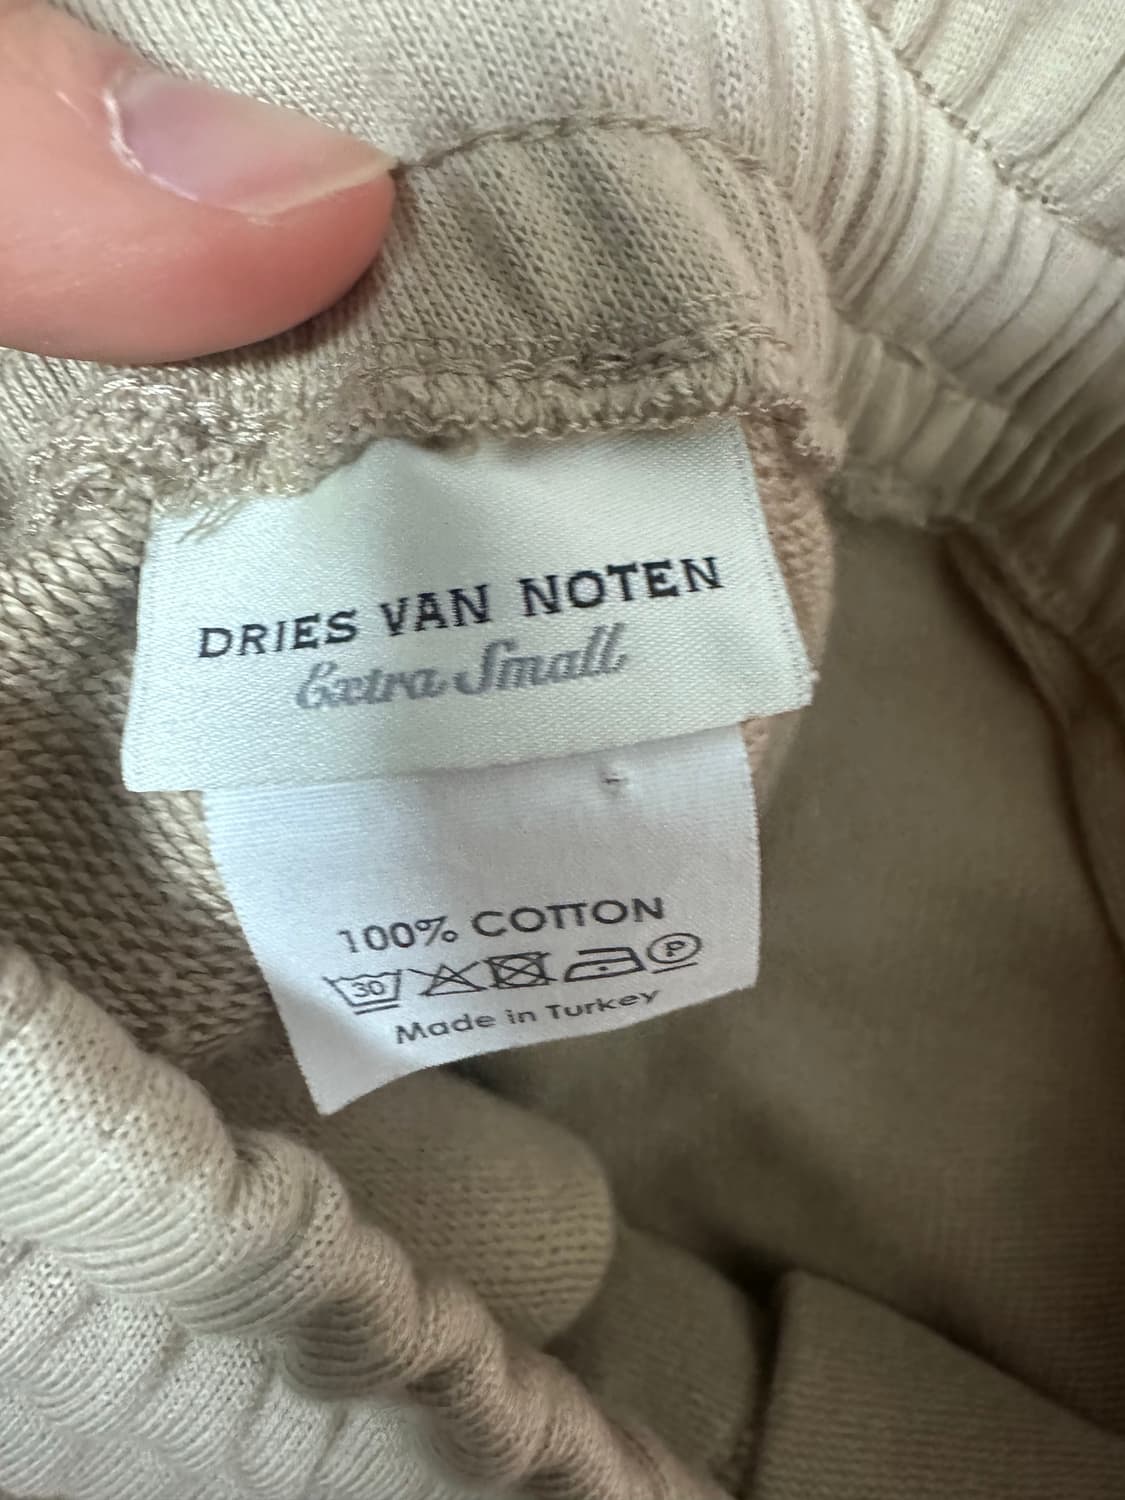 DRIES VAN NOTEN
Extra Small
100% COTTON
30 P
Made in Turkey